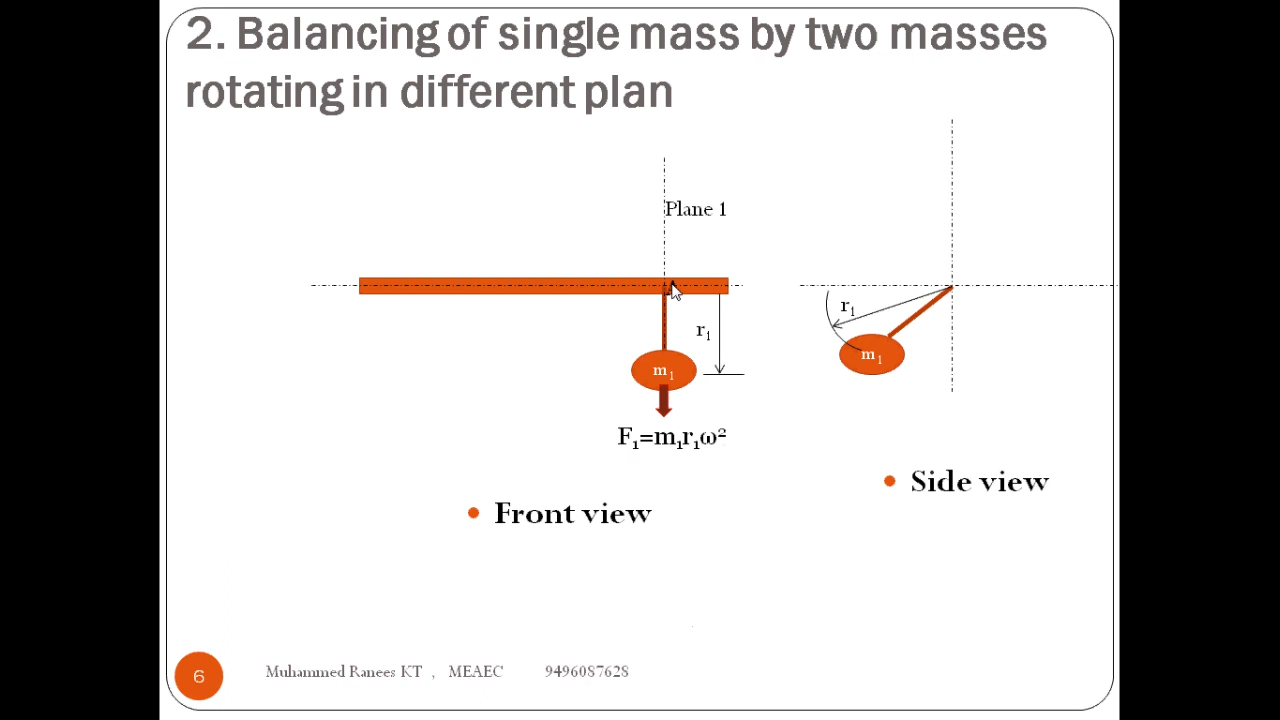 2. Balancing of single mass by two masses
rotating in different plan
Plane 1
r₁
r₁
m₁
m₁
F₁=m₁r₁ω²
Side view
Front view
6
Muhammed Ranees KT , MEAEC 9496087628